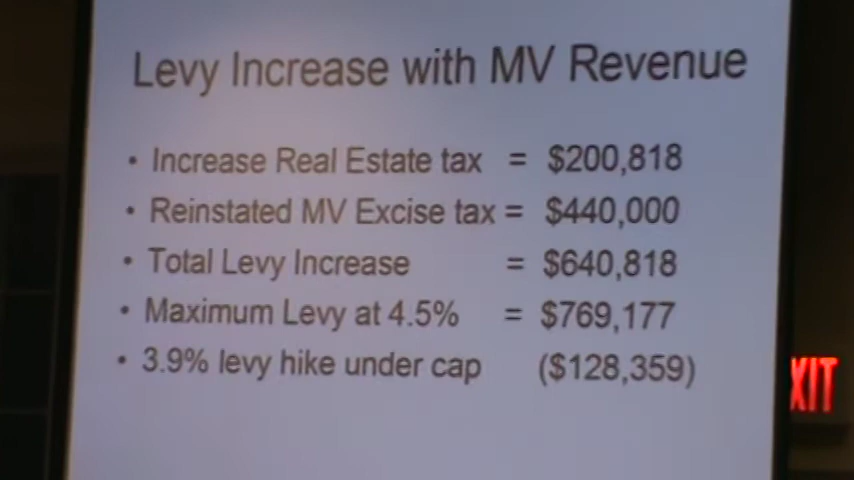 Levy Increase with MV Revenue
• Increase Real Estate tax = $200,818
• Reinstated MV Excise tax = $440,000
• Total Levy Increase = $640,818
• Maximum Levy at 4.5% = $769,177
• 3.9% levy hike under cap ($128,359)
XIT